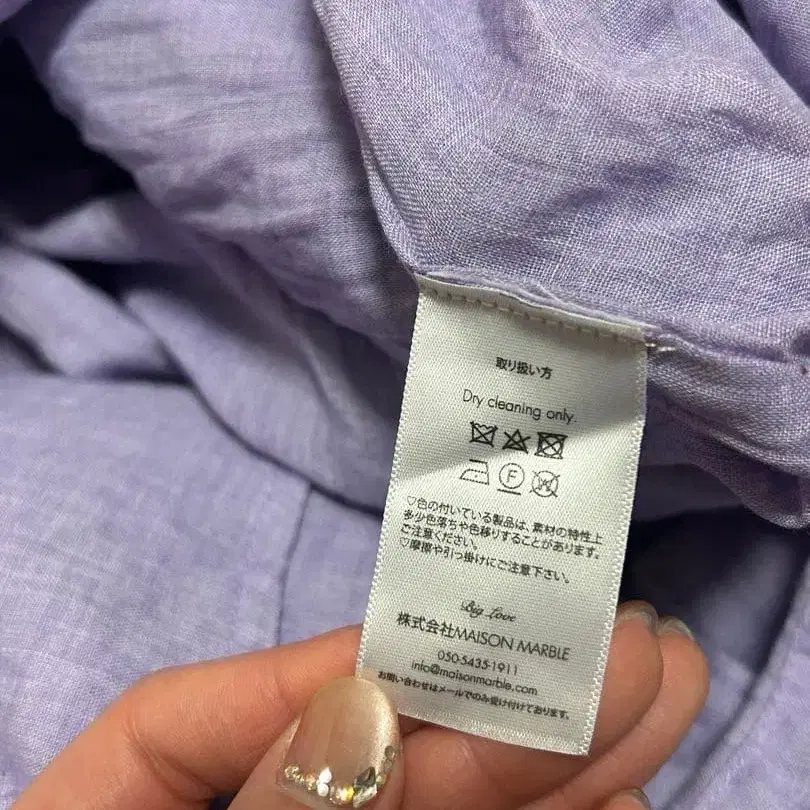 取り扱い方
Dry cleaning only.
F W
♡色の付いている製品は、素材の特性上
多少色落ちや色移りすることがあります。
ご注意ください。
♡摩擦や引っ掛けにご注意下さい。
Big Love
株式会社MAISON MARBLE
050-5435-1911
info@maisonmarble.com
お問い合わせはメールでのみ受け付けております。